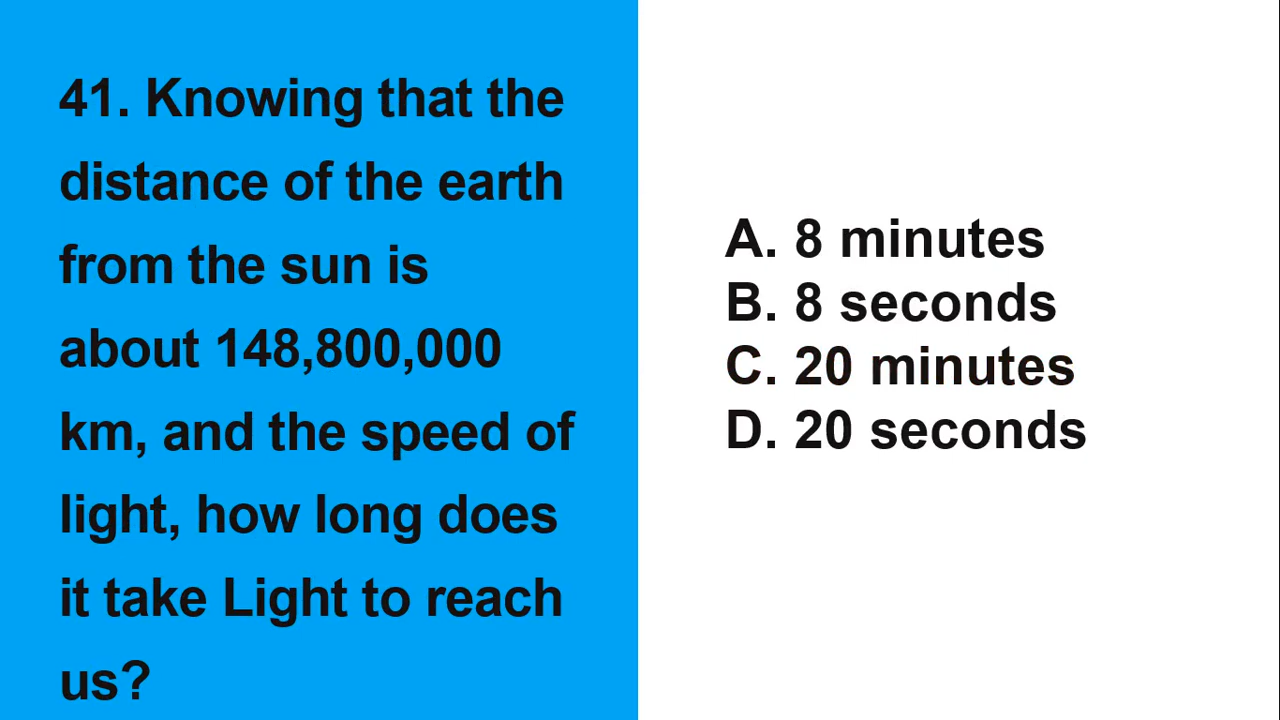 41. Knowing that the
distance of the earth
from the sun is
about 148,800,000
km, and the speed of
light, how long does
it take Light to reach
us?
A. 8 minutes
B. 8 seconds
C. 20 minutes
D. 20 seconds